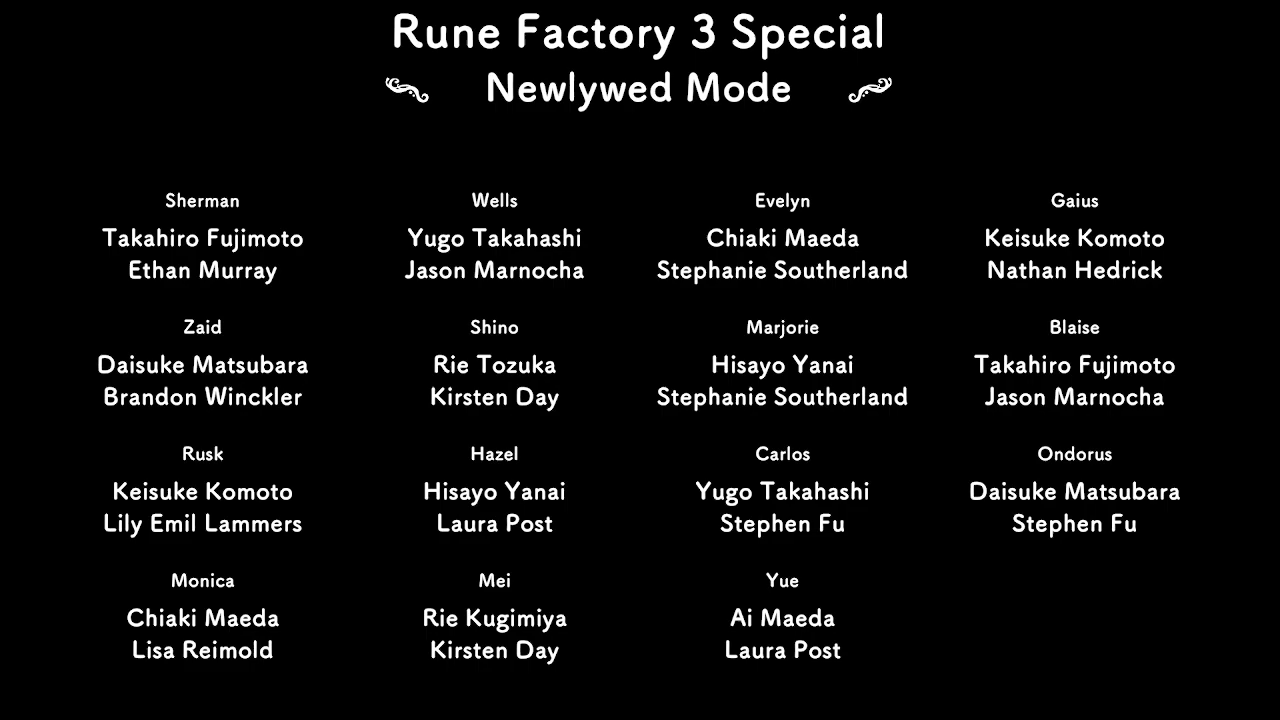 Rune Factory 3 Special
Newlywed Mode
Sherman
Takahiro Fujimoto
Ethan Murray
Wells
Yugo Takahashi
Jason Marnocha
Evelyn
Chiaki Maeda
Stephanie Southerland
Gaius
Keisuke Komoto
Nathan Hedrick
Zaid
Daisuke Matsubara
Brandon Winckler
Shino
Rie Tozuka
Kirsten Day
Marjorie
Hisayo Yanai
Stephanie Southerland
Blaise
Takahiro Fujimoto
Jason Marnocha
Rusk
Keisuke Komoto
Lily Emil Lammers
Hazel
Hisayo Yanai
Laura Post
Carlos
Yugo Takahashi
Stephen Fu
Ondorus
Daisuke Matsubara
Stephen Fu
Monica
Chiaki Maeda
Lisa Reimold
Mei
Rie Kugimiya
Kirsten Day
Yue
Ai Maeda
Laura Post